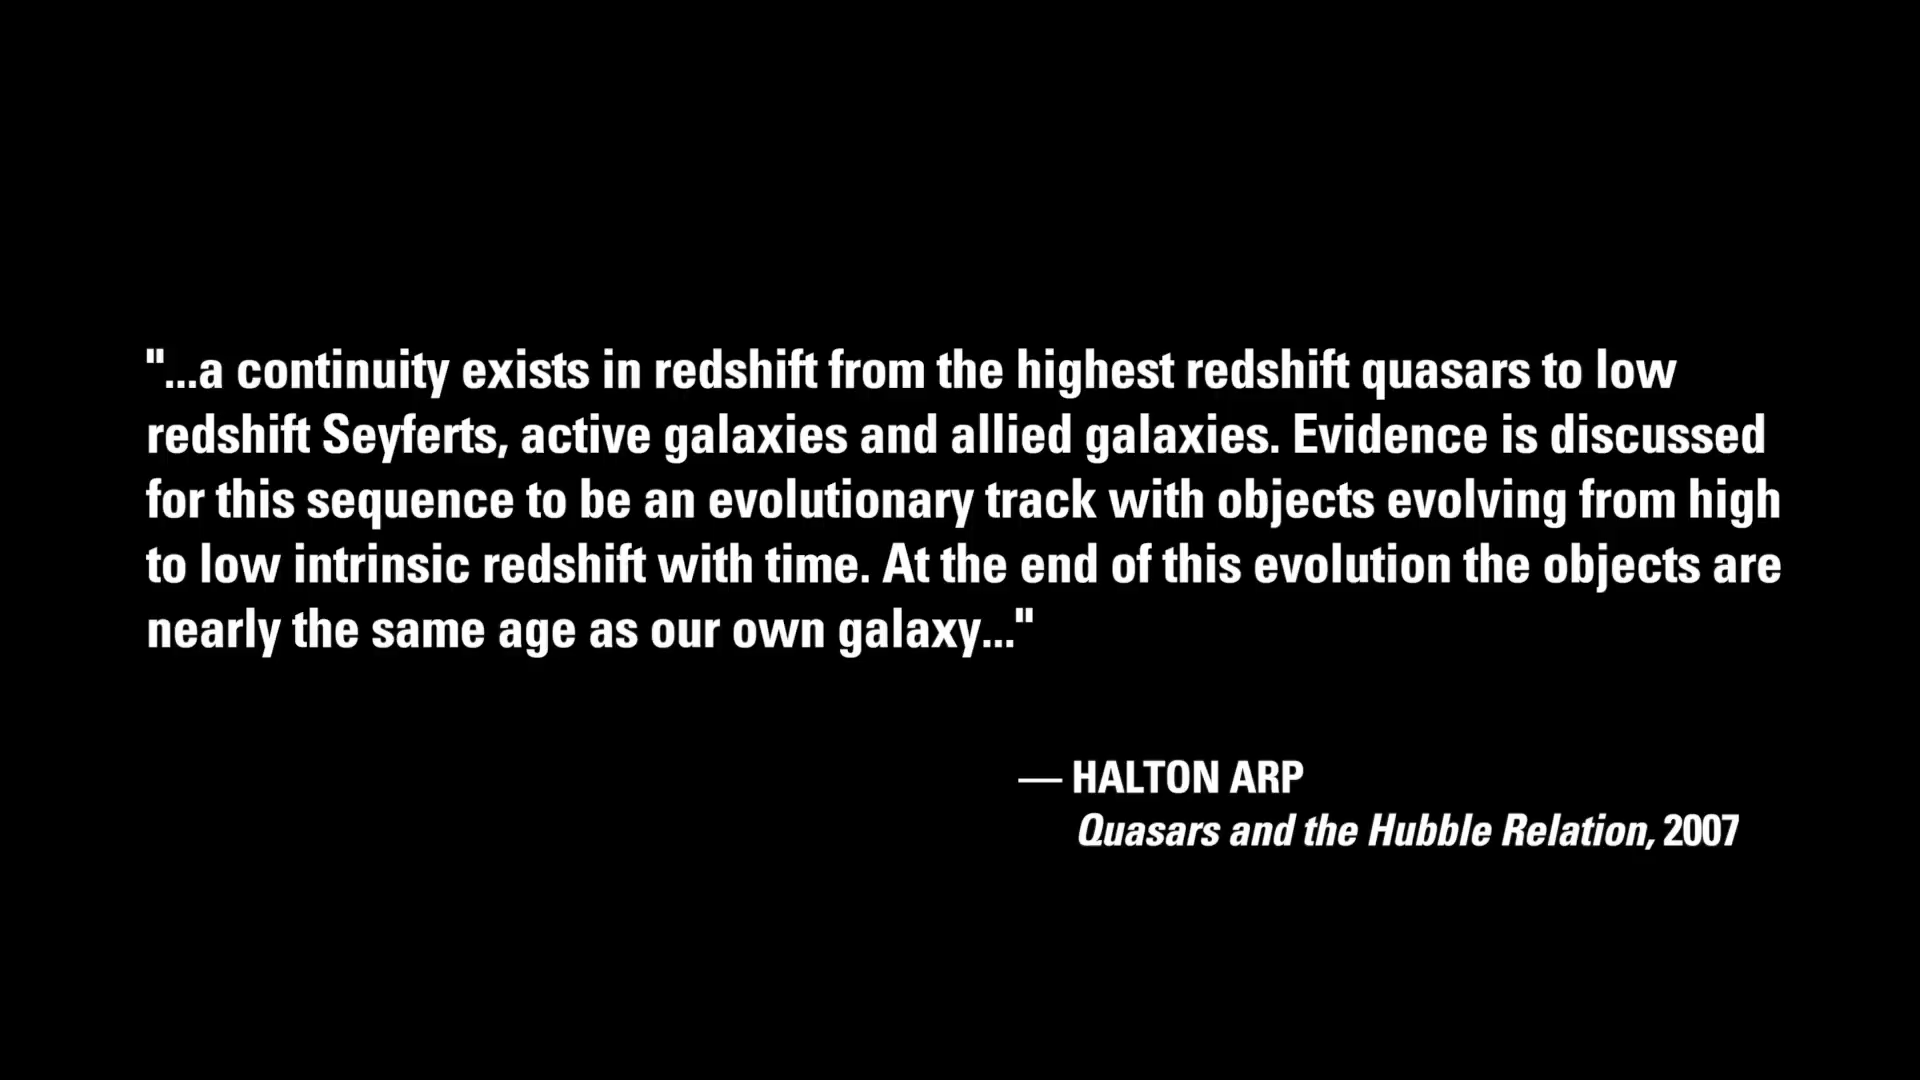 "...a continuity exists in redshift from the highest redshift quasars to low
redshift Seyferts, active galaxies and allied galaxies. Evidence is discussed
for this sequence to be an evolutionary track with objects evolving from high
to low intrinsic redshift with time. At the end of this evolution the objects are
nearly the same age as our own galaxy..."
— HALTON ARP
Quasars and the Hubble Relation, 2007